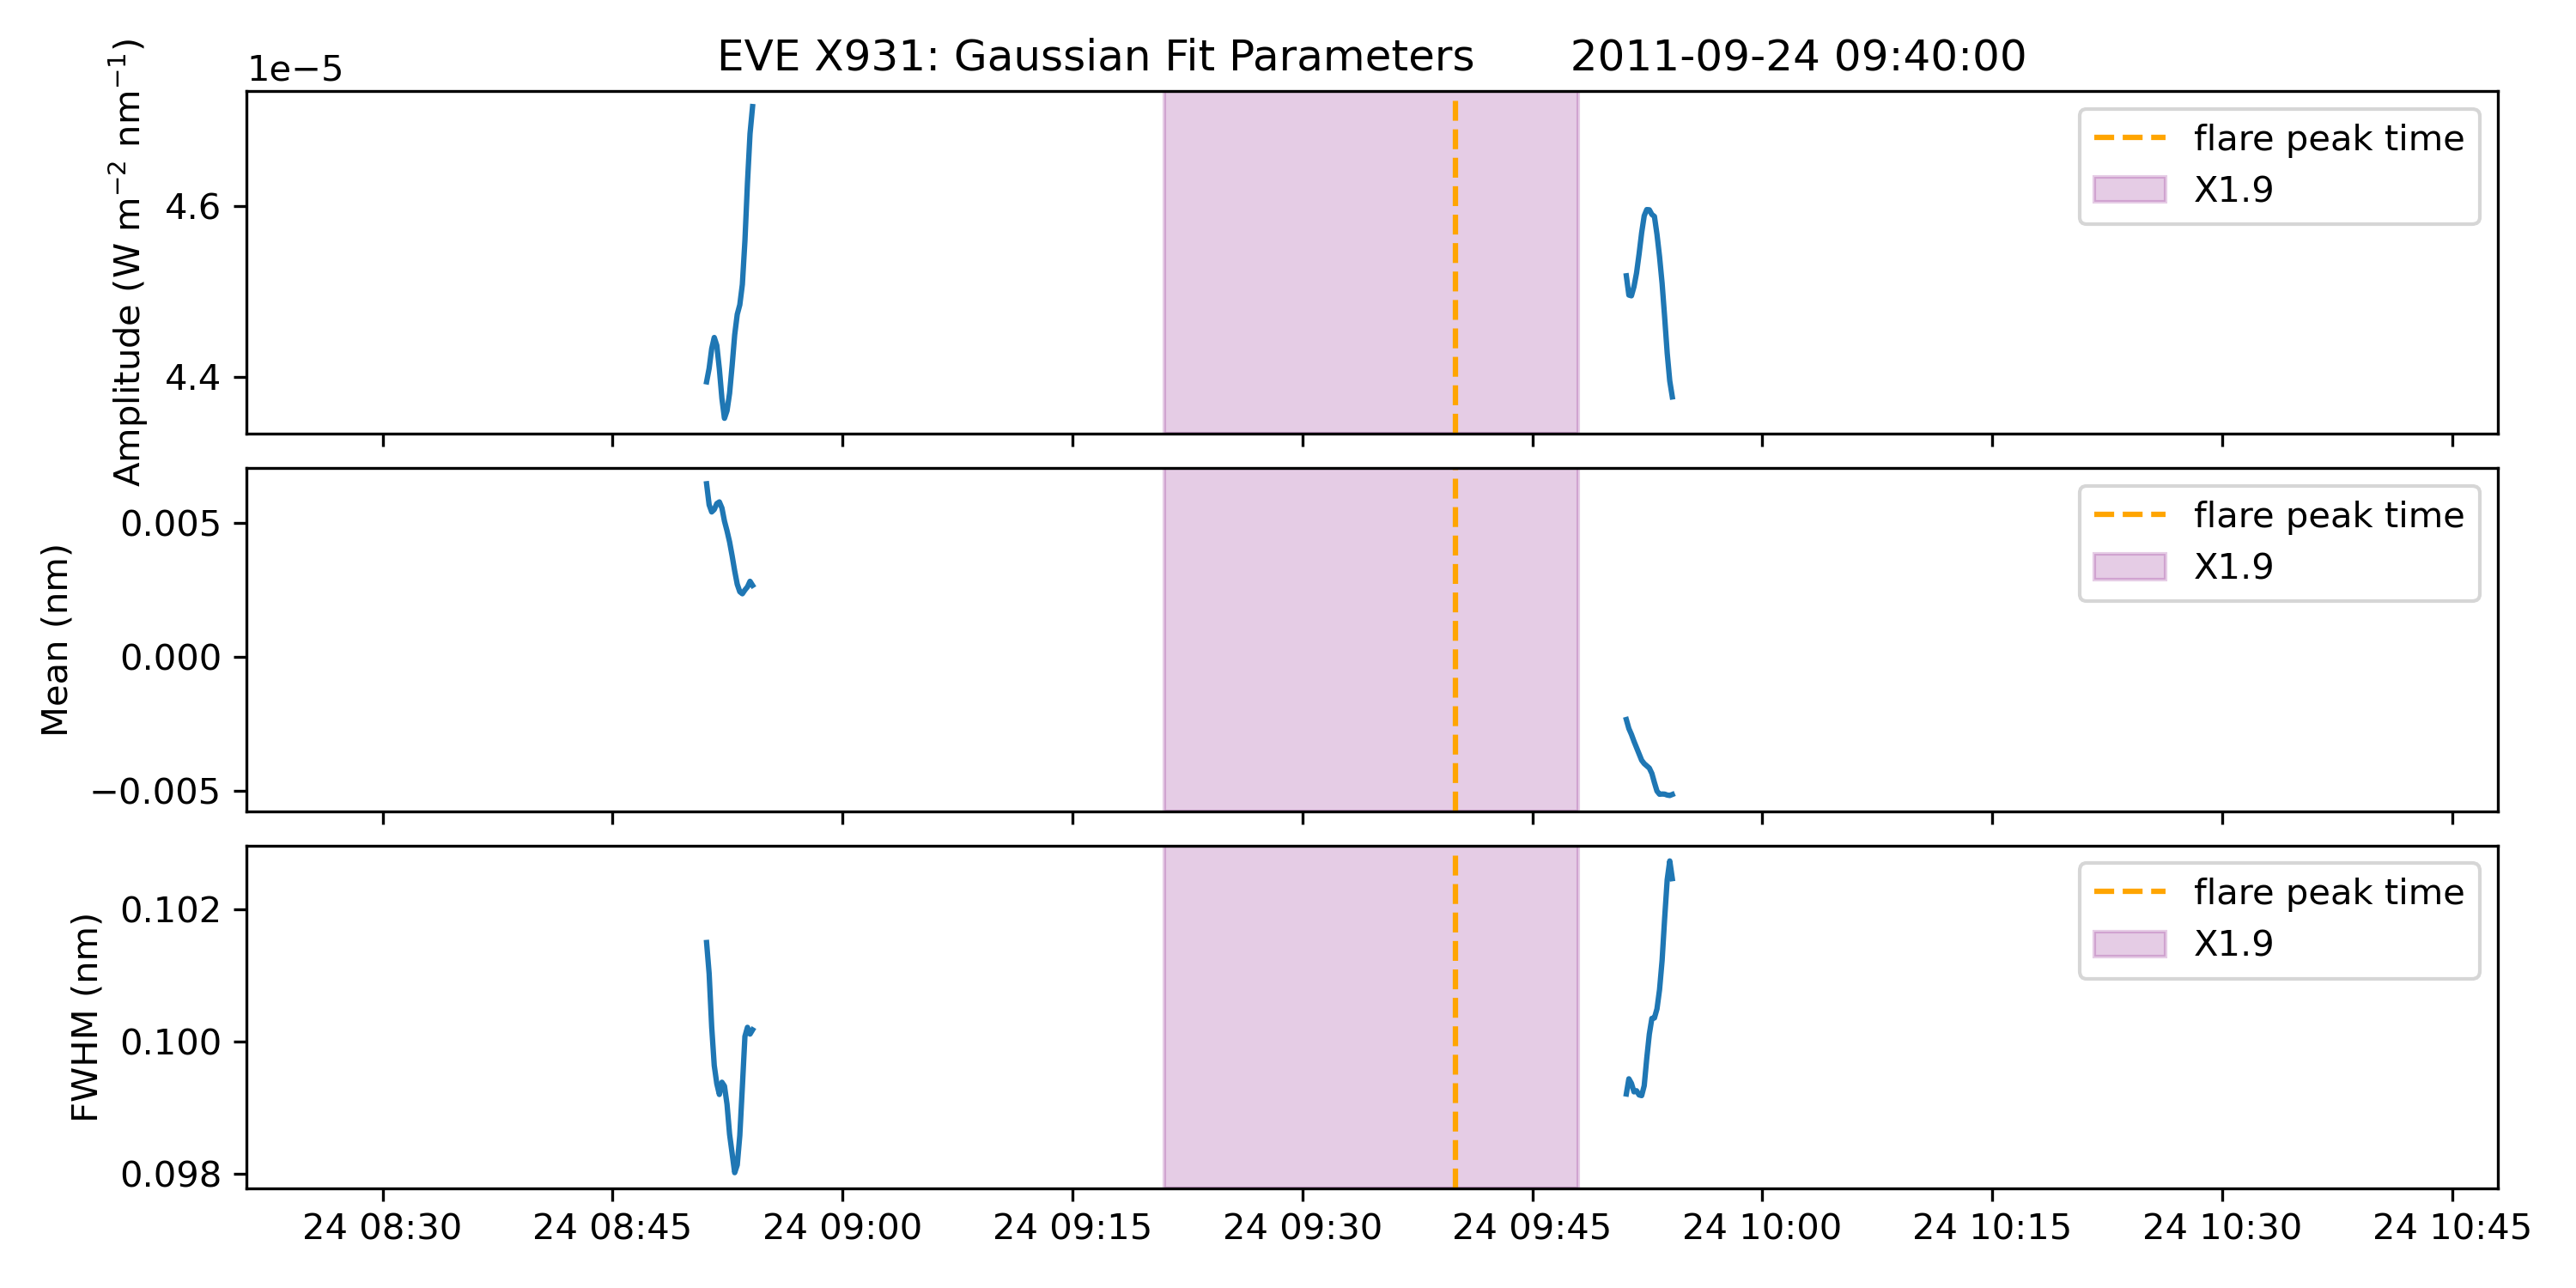 EVE X931: Gaussian Fit Parameters 2011-09-24 09:40:00
1e−5
Amplitude (W m⁻² nm⁻¹)
4.6
4.4
flare peak time
X1.9
Mean (nm)
0.005
0.000
−0.005
flare peak time
X1.9
FWHM (nm)
0.102
0.100
0.098
flare peak time
X1.9
24 08:30 24 08:45 24 09:00 24 09:15 24 09:30 24 09:45 24 10:00 24 10:15 24 10:30 24 10:45